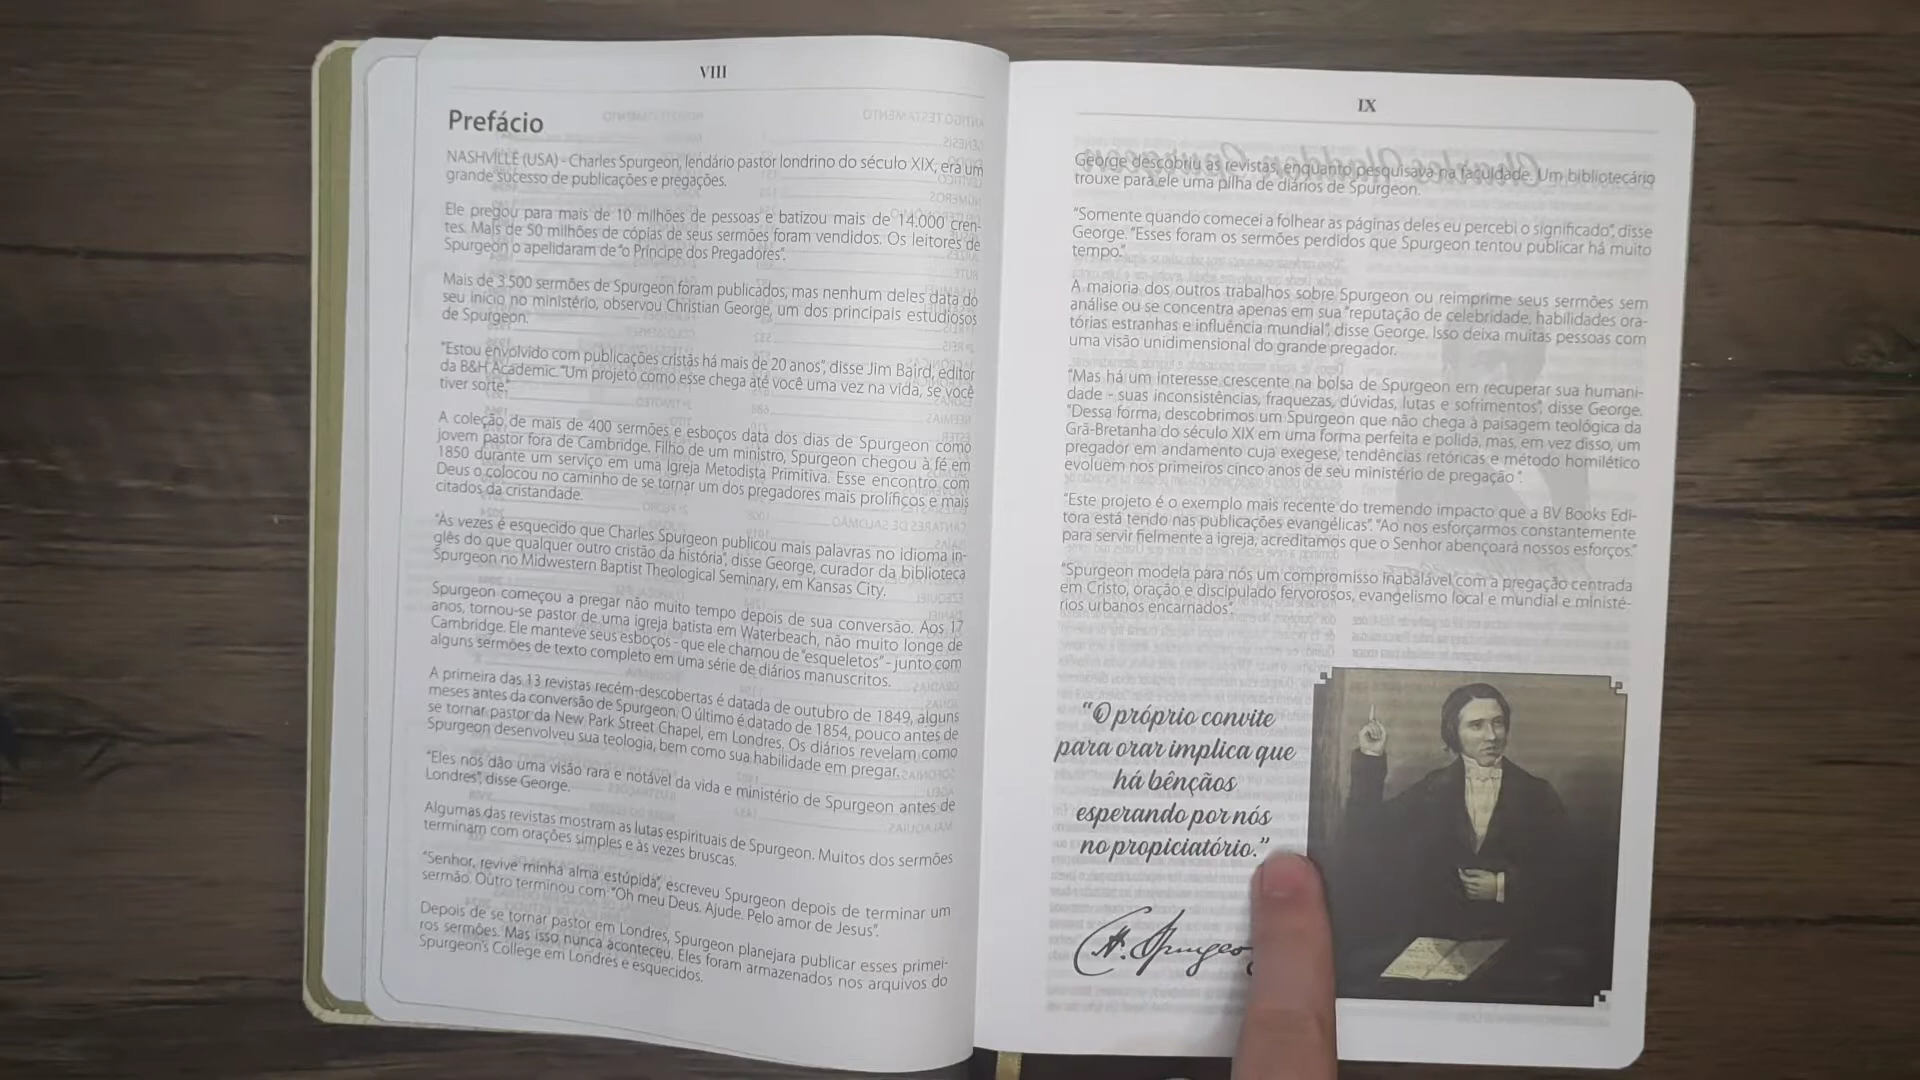 VIII
Prefácio
NASHVILLE (USA) - Charles Spurgeon, lendário pastor londrino do século XIX, era um
grande sucesso de publicações e pregações.
Ele pregou para mais de 10 milhões de pessoas e batizou mais de 14.000 cren-
tes. Mais de 50 milhões de cópias de seus sermões foram vendidos. Os leitores de
Spurgeon o apelidaram de "o Príncipe dos Pregadores".
Mais de 3.500 sermões de Spurgeon foram publicados, mas nenhum deles data do
seu início no ministério, observou Christian George, um dos principais estudiosos
de Spurgeon.
"Estou envolvido com publicações cristãs há mais de 20 anos", disse Jim Baird, editor
da B&H Academic. "Um projeto como esse chega até você uma vez na vida, se você
tiver sorte."
A coleção de mais de 400 sermões e esboços data dos dias de Spurgeon como
jovem pastor fora de Cambridge. Filho de um ministro, Spurgeon chegou à fé em
1850 durante um serviço em uma Igreja Metodista Primitiva. Esse encontro com
Deus o colocou no caminho de se tornar um dos pregadores mais prolíficos e mais
citados da cristandade.
"Às vezes é esquecido que Charles Spurgeon publicou mais palavras no idioma in-
glês do que qualquer outro cristão da história", disse George, curador da biblioteca
Spurgeon no Midwestern Baptist Theological Seminary, em Kansas City.
Spurgeon começou a pregar não muito tempo depois de sua conversão. Aos 17
anos, tornou-se pastor de uma igreja batista em Waterbeach, não muito longe de
Cambridge. Ele manteve seus esboços - que ele chamou de "esqueletos" - junto com
alguns sermões de texto completo em uma série de diários manuscritos.
A primeira das 13 revistas recém-descobertas é datada de outubro de 1849, alguns
meses antes da conversão de Spurgeon. O último é datado de 1854, pouco antes de
se tornar pastor da New Park Street Chapel, em Londres. Os diários revelam como
Spurgeon desenvolveu sua teologia, bem como sua habilidade em pregar.
"Eles nos dão uma visão rara e notável da vida e ministério de Spurgeon antes de
Londres", disse George.
Algumas das revistas mostram as lutas espirituais de Spurgeon. Muitos dos sermões
terminam com orações simples e às vezes bruscas.
"Senhor, revive minha alma estúpida", escreveu Spurgeon depois de terminar um
sermão. Outro terminou com: "Oh meu Deus. Ajude. Pelo amor de Jesus".
Depois de se tornar pastor em Londres, Spurgeon planejara publicar esses primei-
ros sermões. Mas isso nunca aconteceu. Eles foram armazenados nos arquivos do
Spurgeon's College em Londres e esquecidos.
IX
George descobriu as revistas, enquanto pesquisava na faculdade. Um bibliotecário
trouxe para ele uma pilha de diários de Spurgeon.
"Somente quando comecei a folhear as páginas deles eu percebi o significado", disse
George. "Esses foram os sermões perdidos que Spurgeon tentou publicar há muito
tempo."
A maioria dos outros trabalhos sobre Spurgeon ou reimprime seus sermões sem
análise ou se concentra apenas em sua "reputação de celebridade, habilidades ora-
tórias estranhas e influência mundial", disse George. Isso deixa muitas pessoas com
uma visão unidimensional do grande pregador.
"Mas há um interesse crescente na bolsa de Spurgeon em recuperar sua humani-
dade - suas inconsistências, fraquezas, dúvidas, lutas e sofrimentos", disse George.
"Dessa forma, descobrimos um Spurgeon que não chega à paisagem teológica da
Grã-Bretanha do século XIX em uma forma perfeita e polida, mas, em vez disso, um
pregador em andamento cuja exegese, tendências retóricas e método homilético
evoluem nos primeiros cinco anos de seu ministério de pregação".
"Este projeto é o exemplo mais recente do tremendo impacto que a BV Books Edi-
tora está tendo nas publicações evangélicas". "Ao nos esforçarmos constantemente
para servir fielmente a igreja, acreditamos que o Senhor abençoará nossos esforços."
"Spurgeon modela para nós um compromisso inabalável com a pregação centrada
em Cristo, oração e discipulado fervorosos, evangelismo local e mundial e ministé-
rios urbanos encarnados".
"O próprio convite
para orar implica que
há bênçãos
esperando por nós
no propiciatório."